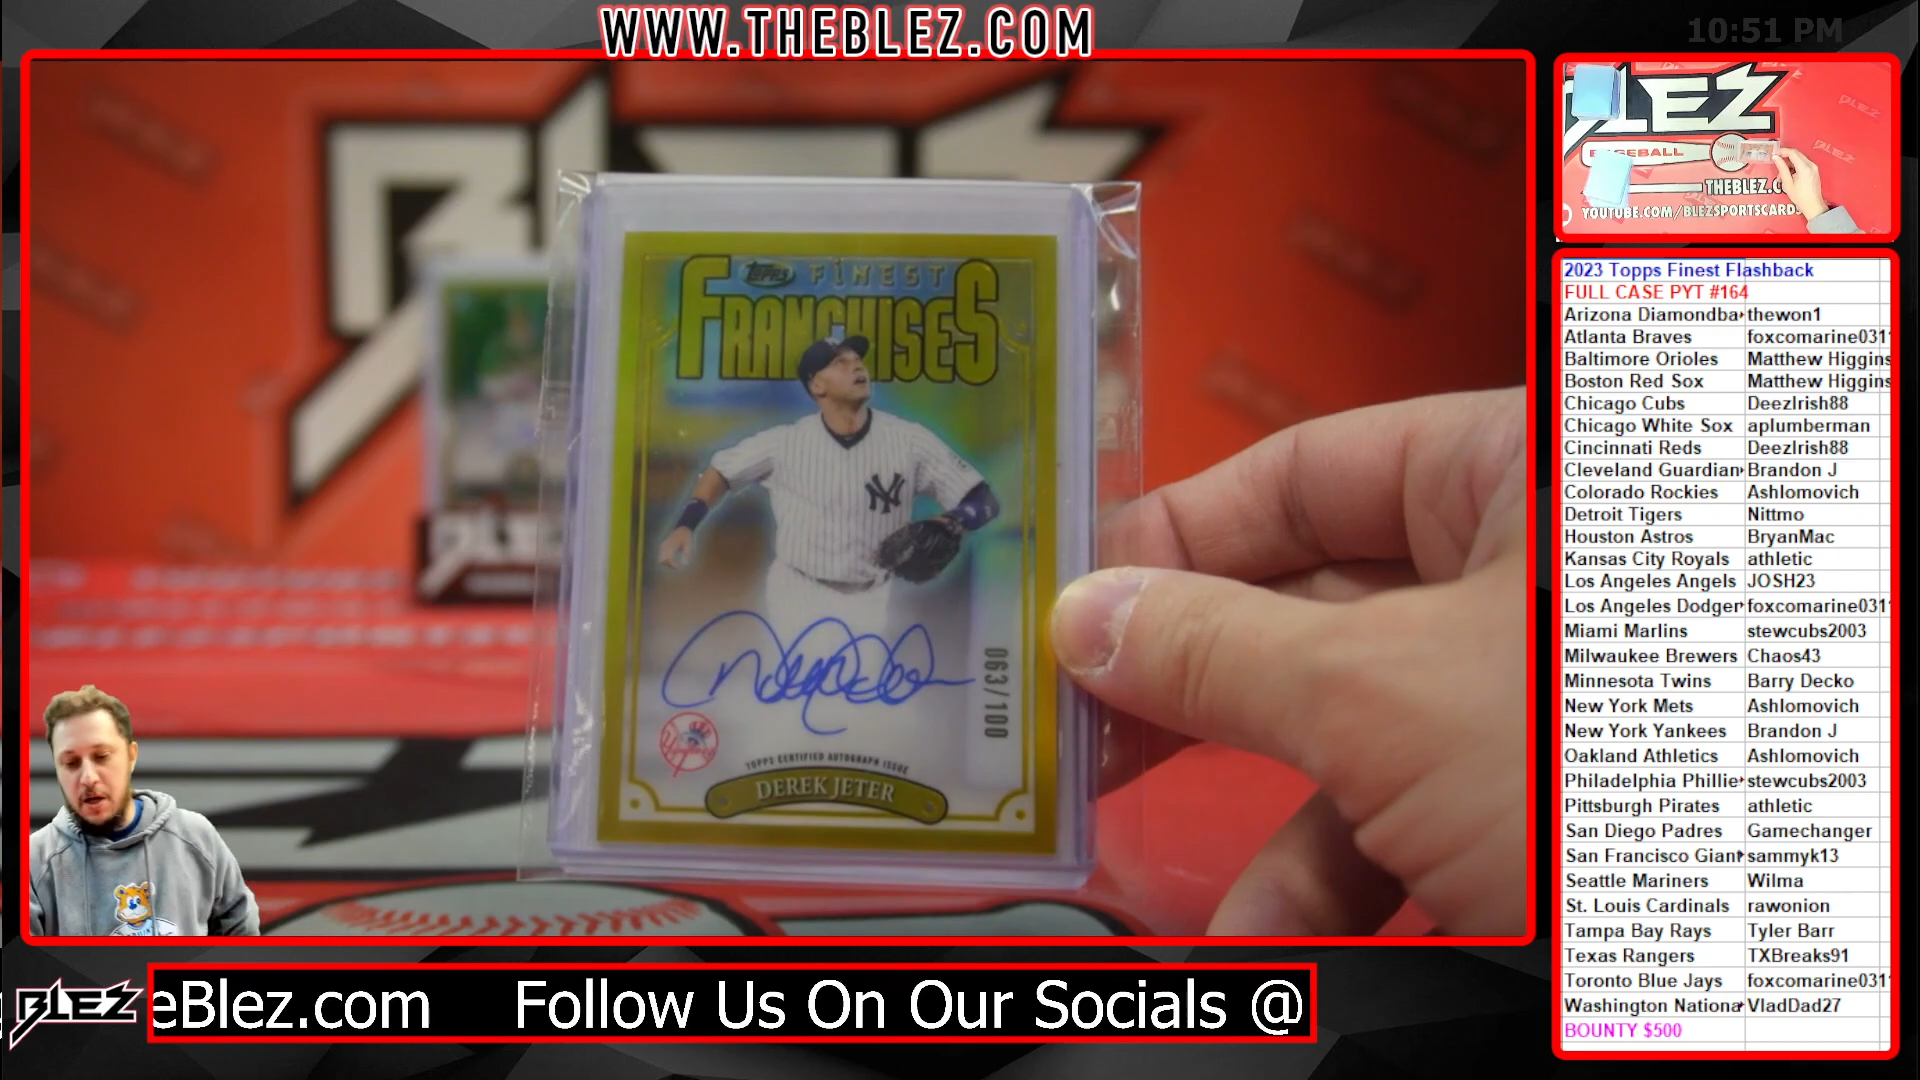 WWW.THEBLEZ.COM
10:51 PM
TOPPS FINEST
FRANCHISES
NY
063/100
Yankees
TOPPS CERTIFIED AUTOGRAPH ISSUE
DEREK JETER
LEZ
BASEBALL
THEBLEZ.C
YOUTUBE.COM/BLEZSPORTSCARDS
2023 Topps Finest Flashback
FULL CASE PYT #164
Arizona Diamondba thewon1
Atlanta Braves foxcomarine031
Baltimore Orioles Matthew Higgins
Boston Red Sox Matthew Higgins
Chicago Cubs DeezIrish88
Chicago White Sox aplumberman
Cincinnati Reds DeezIrish88
Cleveland Guardian Brandon J
Colorado Rockies Ashlomovich
Detroit Tigers Nittmo
Houston Astros BryanMac
Kansas City Royals athletic
Los Angeles Angels JOSH23
Los Angeles Dodger foxcomarine031
Miami Marlins stewcubs2003
Milwaukee Brewers Chaos43
Minnesota Twins Barry Decko
New York Mets Ashlomovich
New York Yankees Brandon J
Oakland Athletics Ashlomovich
Philadelphia Phillie stewcubs2003
Pittsburgh Pirates athletic
San Diego Padres Gamechanger
San Francisco Giant sammyk13
Seattle Mariners Wilma
St. Louis Cardinals rawonion
Tampa Bay Rays Tyler Barr
Texas Rangers TXBreaks91
Toronto Blue Jays foxcomarine031
Washington Nationa VladDad27
BOUNTY $500
BLEZ
eBlez.com Follow Us On Our Socials @